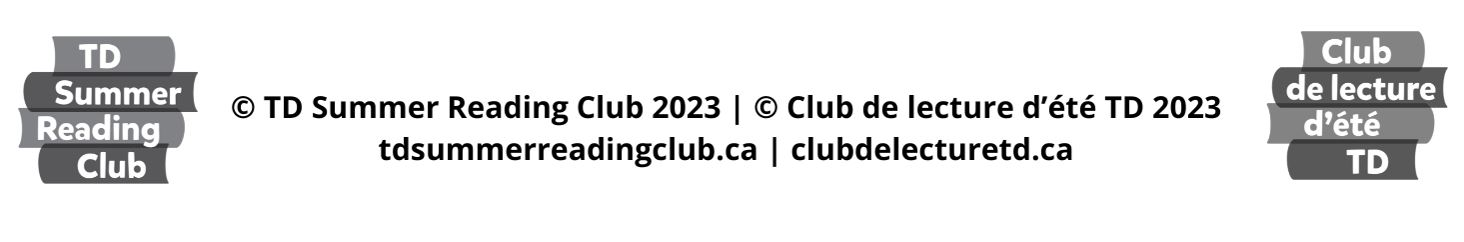 TD
Summer
Reading
Club
© TD Summer Reading Club 2023 | © Club de lecture d’été TD 2023
tdsummerreadingclub.ca | clubdelecturetd.ca
Club
de lecture
d’été
TD